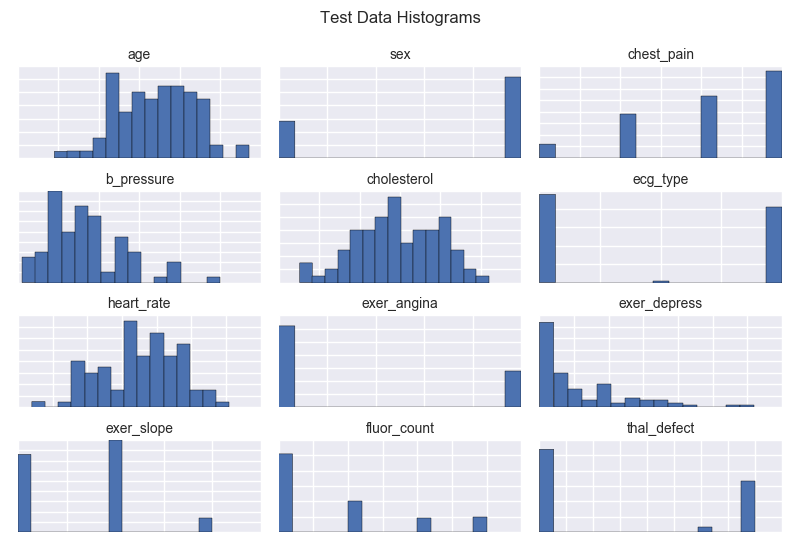 Test Data Histograms
age
sex
chest_pain
b_pressure
cholesterol
ecg_type
heart_rate
exer_angina
exer_depress
exer_slope
fluor_count
thal_defect